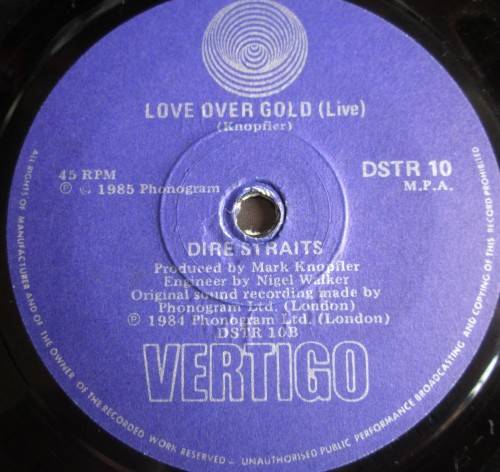 LOVE OVER GOLD (Live)
(Knopfler)
45 RPM
DSTR 10
℗ © 1985 Phonogram
M.P.A.
DIRE STRAITS
Produced by Mark Knopfler
Engineer by Nigel Walker
Original sound recording made by
Phonogram Ltd. (London)
℗ 1984 Phonogram Ltd. (London)
DSTR 10B
VERTIGO
ALL RIGHTS OF MANUFACTURER AND OF THE OWNER OF THE RECORDED WORK RESERVED – UNAUTHORISED PUBLIC PERFORMANCE BROADCASTING AND COPYING OF THIS RECORD PROHIBITED